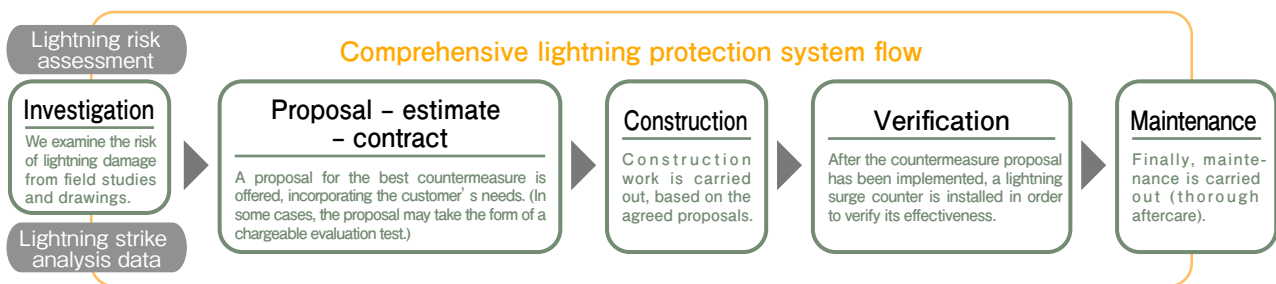 Lightning risk
assessment
Comprehensive lightning protection system flow
Investigation
We examine the risk
of lightning damage
from field studies
and drawings.
Lightning strike
analysis data
Proposal – estimate
– contract
A proposal for the best countermeasure is
offered, incorporating the customer’s needs. (In
some cases, the proposal may take the form of a
chargeable evaluation test.)
Construction
Construction
work is carried
out, based on the
agreed proposals.
Verification
After the countermeasure proposal
has been implemented, a lightning
surge counter is installed in order
to verify its effectiveness.
Maintenance
Finally, mainte-
nance is carried
out (thorough
aftercare).